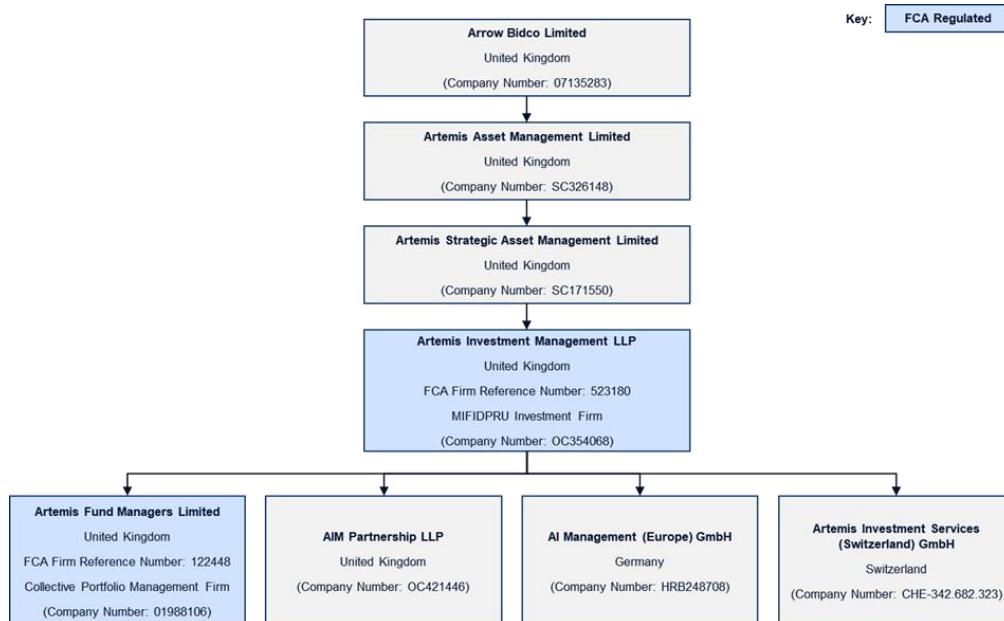 Key:
FCA Regulated
Arrow Bidco Limited
United Kingdom
(Company Number: 07135283)
Artemis Asset Management Limited
United Kingdom
(Company Number: SC326148)
Artemis Strategic Asset Management Limited
United Kingdom
(Company Number: SC171550)
Artemis Investment Management LLP
United Kingdom
FCA Firm Reference Number: 523180
MIFIDPRU Investment Firm
(Company Number: OC354068)
Artemis Fund Managers Limited
United Kingdom
FCA Firm Reference Number: 122448
Collective Portfolio Management Firm
(Company Number: 01988106)
AIM Partnership LLP
United Kingdom
(Company Number: OC421446)
AI Management (Europe) GmbH
Germany
(Company Number: HRB248708)
Artemis Investment Services
(Switzerland) GmbH
Switzerland
(Company Number: CHE-342.682.323)